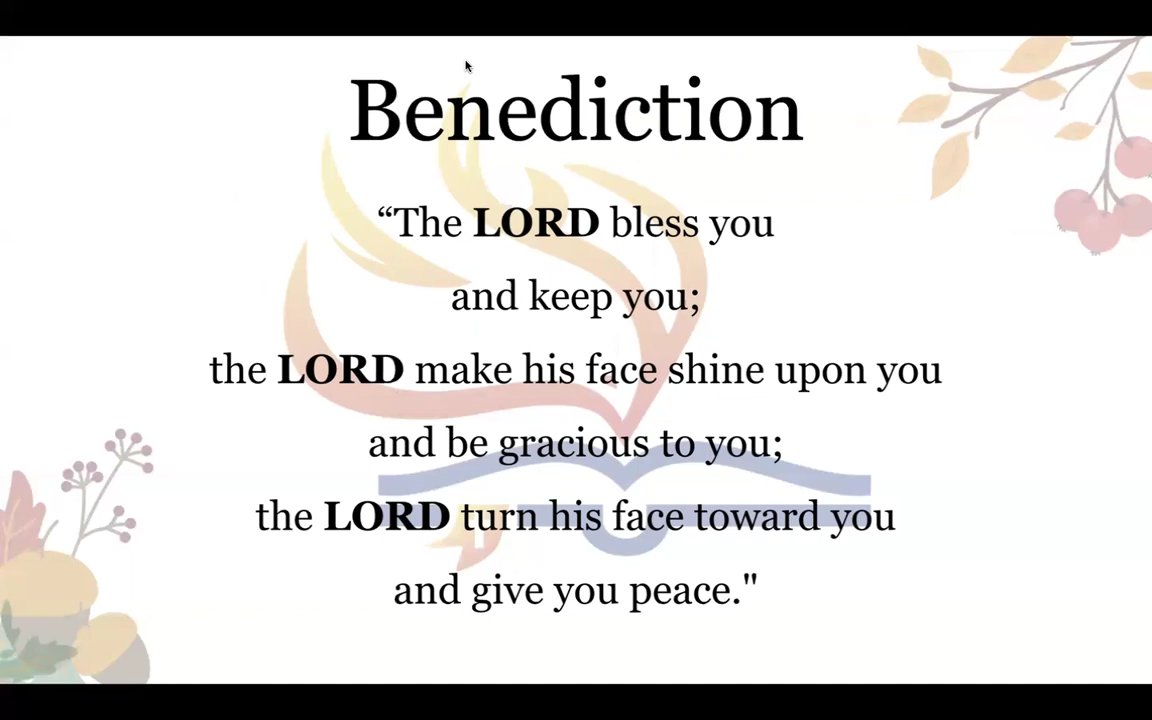 Benediction
“The LORD bless you
and keep you;
the LORD make his face shine upon you
and be gracious to you;
the LORD turn his face toward you
and give you peace."